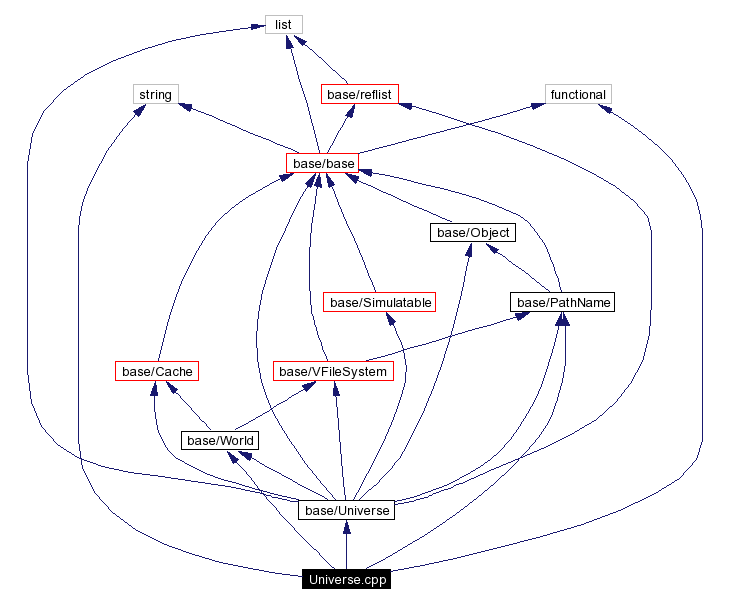 list
string
base/reflist
functional
base/base
base/Object
base/Simulatable
base/PathName
base/Cache
base/VFileSystem
base/World
base/Universe
Universe.cpp